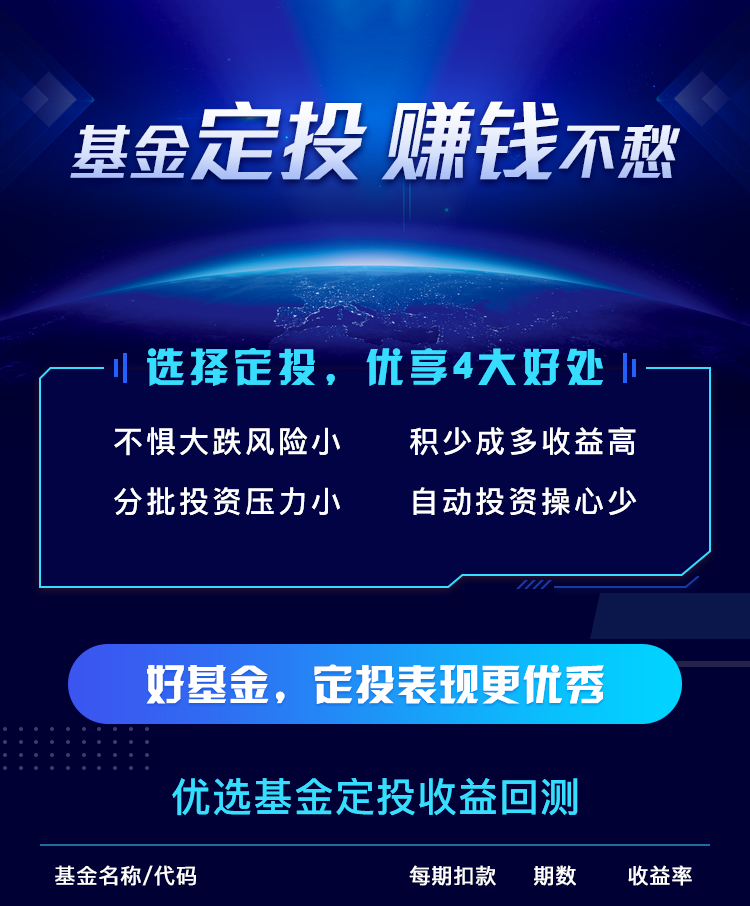 基金定投 赚钱不愁
选择定投，优享4大好处
不惧大跌风险小 积少成多收益高
分批投资压力小 自动投资操心少
好基金，定投表现更优秀
优选基金定投收益回测
基金名称/代码 每期扣款 期数 收益率